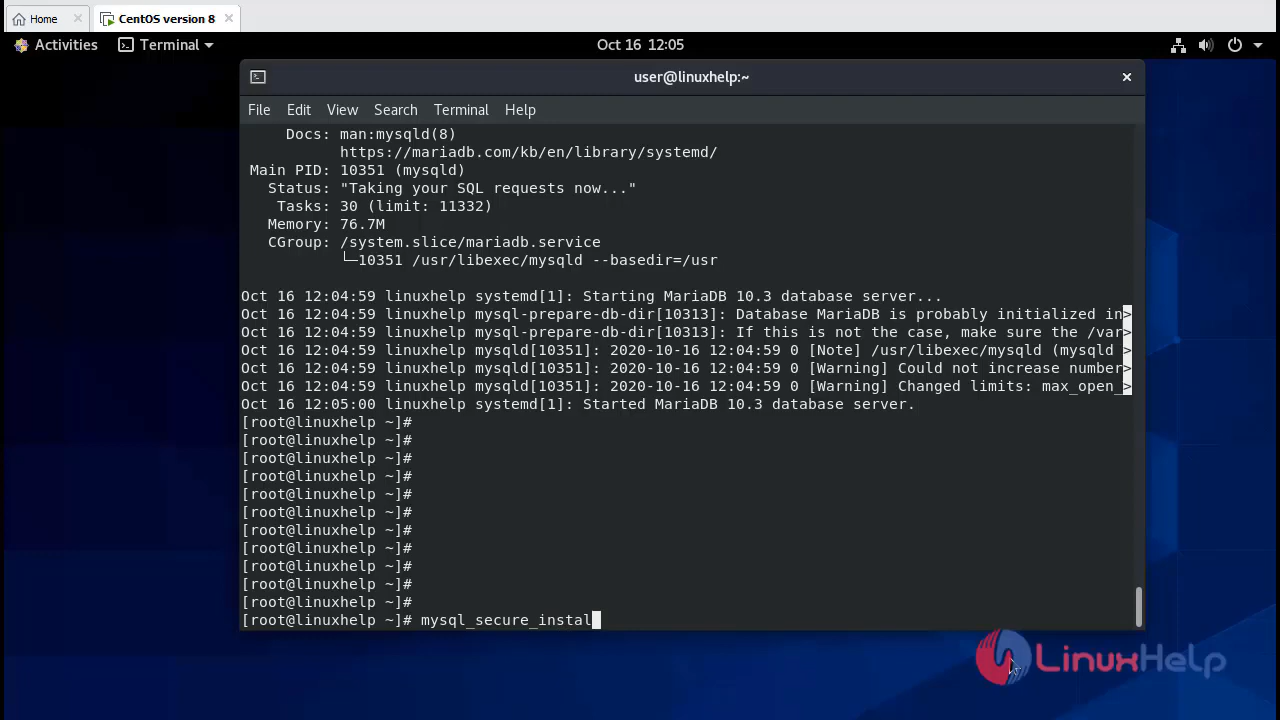 Home
CentOS version 8
Activities
Terminal
Oct 16 12:05
user@linuxhelp:~
File Edit View Search Terminal Help
Docs: man:mysqld(8)
https://mariadb.com/kb/en/library/systemd/
Main PID: 10351 (mysqld)
Status: "Taking your SQL requests now..."
Tasks: 30 (limit: 11332)
Memory: 76.7M
CGroup: /system.slice/mariadb.service
└─10351 /usr/libexec/mysqld --basedir=/usr
Oct 16 12:04:59 linuxhelp systemd[1]: Starting MariaDB 10.3 database server...
Oct 16 12:04:59 linuxhelp mysql-prepare-db-dir[10313]: Database MariaDB is probably initialized in>
Oct 16 12:04:59 linuxhelp mysql-prepare-db-dir[10313]: If this is not the case, make sure the /var>
Oct 16 12:04:59 linuxhelp mysqld[10351]: 2020-10-16 12:04:59 0 [Note] /usr/libexec/mysqld (mysqld >
Oct 16 12:04:59 linuxhelp mysqld[10351]: 2020-10-16 12:04:59 0 [Warning] Could not increase number>
Oct 16 12:04:59 linuxhelp mysqld[10351]: 2020-10-16 12:04:59 0 [Warning] Changed limits: max_open_>
Oct 16 12:05:00 linuxhelp systemd[1]: Started MariaDB 10.3 database server.
[root@linuxhelp ~]#
[root@linuxhelp ~]#
[root@linuxhelp ~]#
[root@linuxhelp ~]#
[root@linuxhelp ~]#
[root@linuxhelp ~]#
[root@linuxhelp ~]#
[root@linuxhelp ~]#
[root@linuxhelp ~]#
[root@linuxhelp ~]#
[root@linuxhelp ~]#
[root@linuxhelp ~]# mysql_secure_instal
LinuxHelp